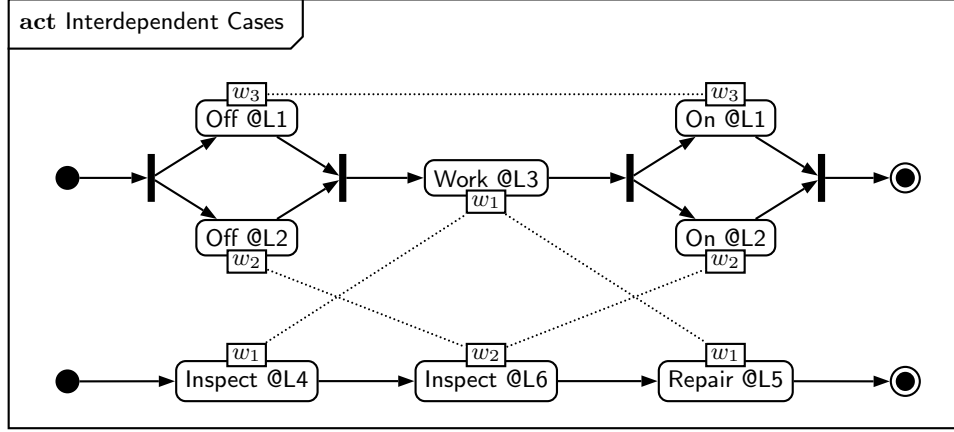 act Interdependent Cases
w₃ w₃
Off @L1 On @L1
Work @L3
w₁
Off @L2 On @L2
w₂ w₂
w₁ w₂ w₁
Inspect @L4 Inspect @L6 Repair @L5